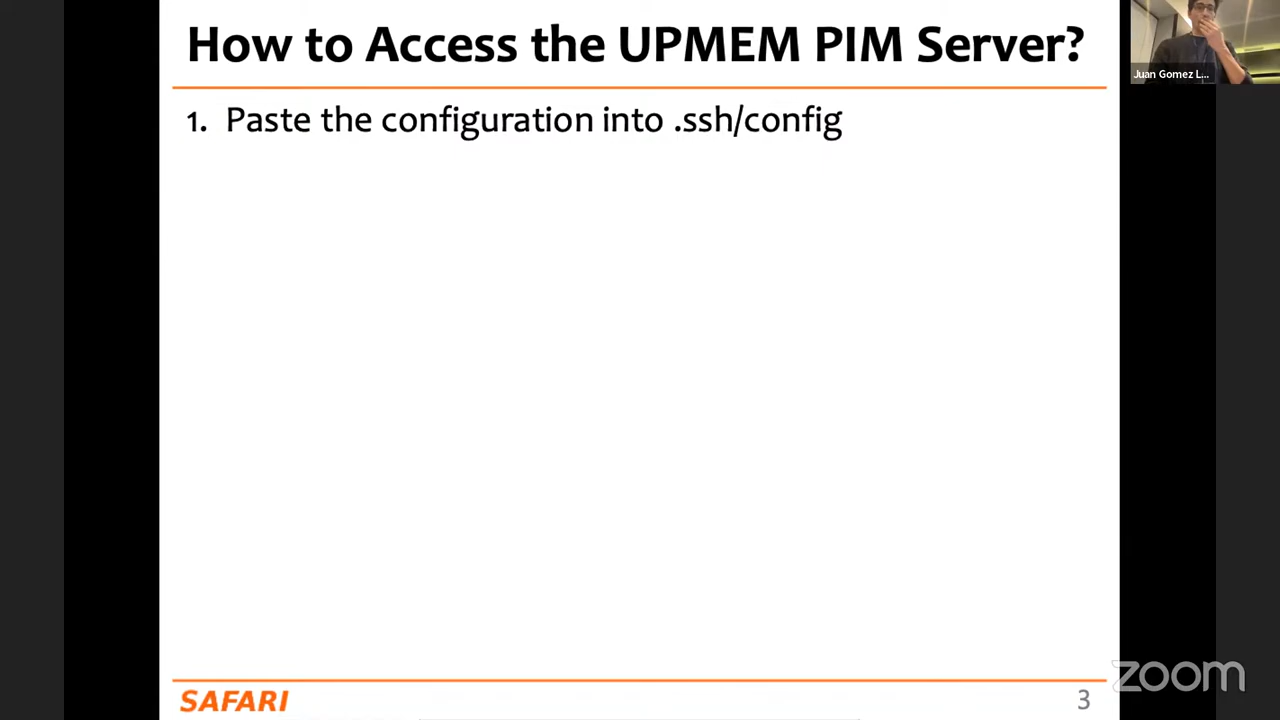 How to Access the UPMEM PIM Server?
Juan Gomez L...
1. Paste the configuration into .ssh/config
SAFARI
3
zoom